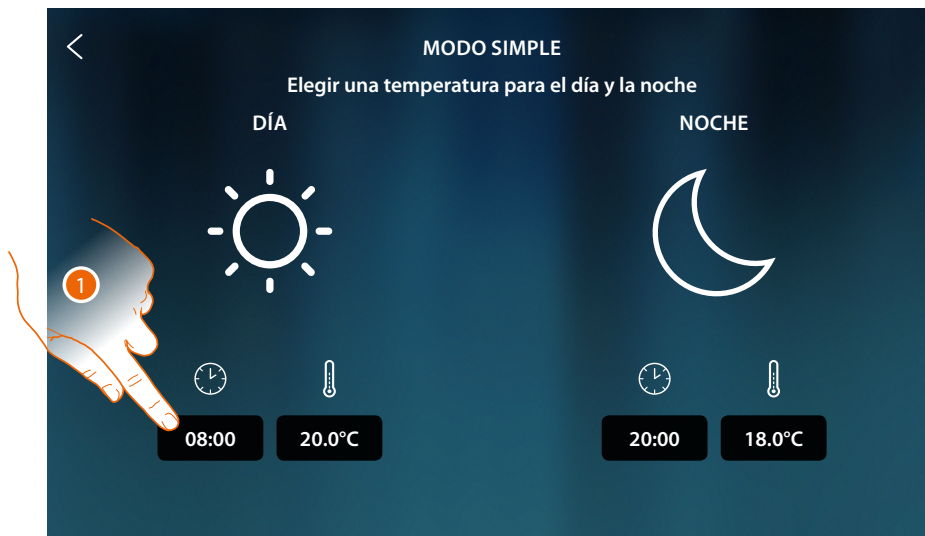 MODO SIMPLE
Elegir una temperatura para el día y la noche
DÍA
NOCHE
1
08:00
20.0°C
20:00
18.0°C